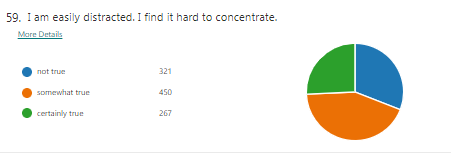 59. I am easily distracted. I find it hard to concentrate.
More Details
not true 321
somewhat true 450
certainly true 267